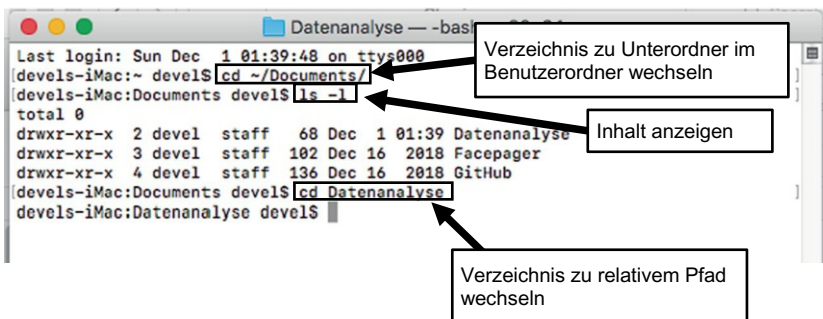 Datenanalyse — -bash
Last login: Sun Dec  1 01:39:48 on ttys000
[devels-iMac:~ devel$ cd ~/Documents/
[devels-iMac:Documents devel$ ls -l
total 0
drwxr-xr-x  2 devel  staff   68 Dec  1 01:39 Datenanalyse
drwxr-xr-x  3 devel  staff  102 Dec 16  2018 Facepager
drwxr-xr-x  4 devel  staff  136 Dec 16  2018 GitHub
[devels-iMac:Documents devel$ cd Datenanalyse
devels-iMac:Datenanalyse devel$
Verzeichnis zu Unterordner im
Benutzerordner wechseln
Inhalt anzeigen
Verzeichnis zu relativem Pfad
wechseln